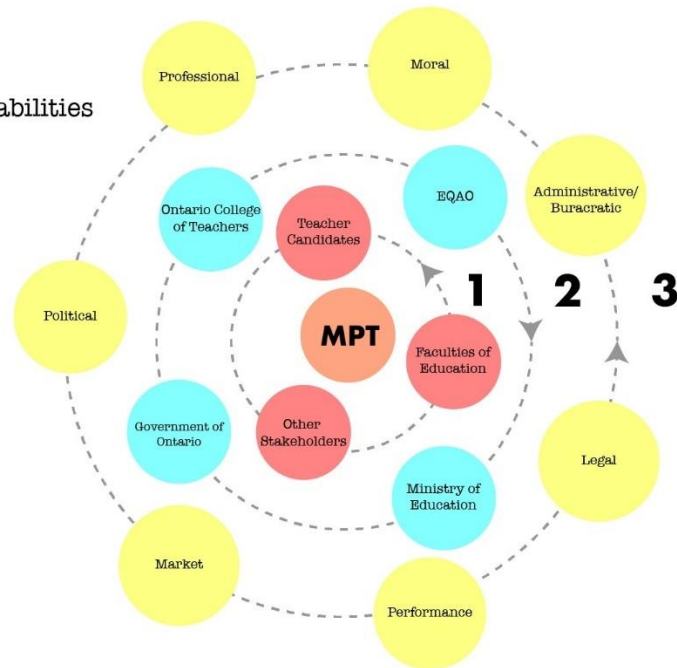 Professional
Moral
abilities
Ontario College
of Teachers
EQAO
Administrative/
Buracratic
Teacher
Candidates
1
2
3
Political
MPT
Faculties of
Education
Government of
Ontario
Other
Stakeholders
Legal
Ministry of
Education
Market
Performance